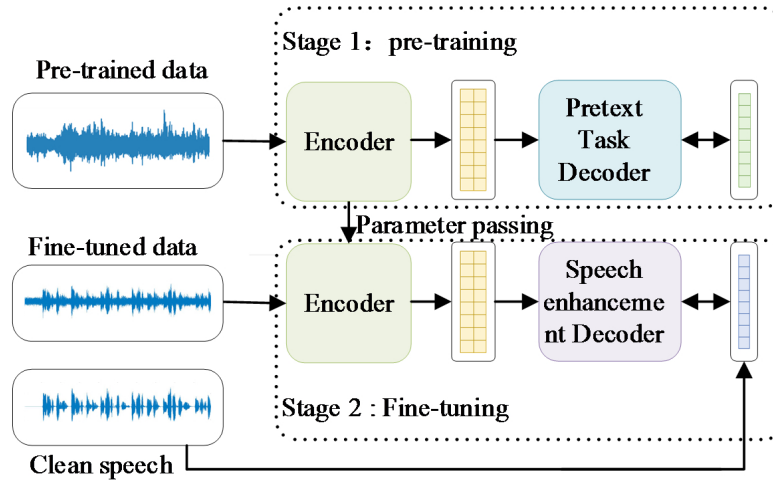 Stage 1：pre-training
Pre-trained data
Encoder
Pretext
Task
Decoder
Parameter passing
Fine-tuned data
Encoder
Speech
enhanceme
nt Decoder
Stage 2 : Fine-tuning
Clean speech